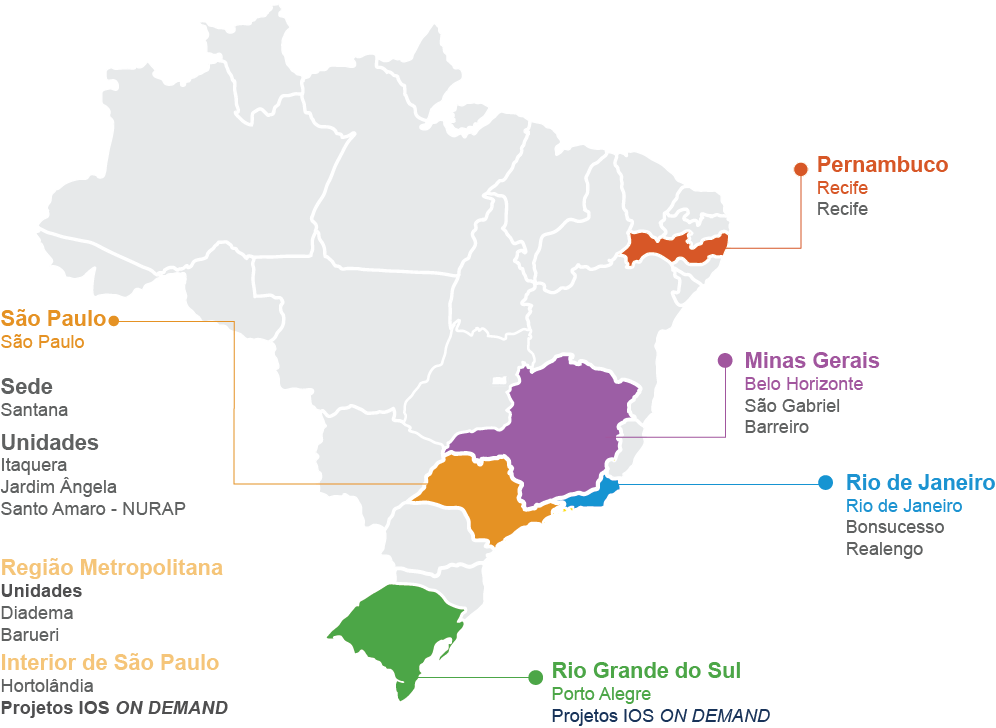 Pernambuco
Recife
Recife
São Paulo
São Paulo
Sede
Santana
Unidades
Itaquera
Jardim Ângela
Santo Amaro - NURAP
Região Metropolitana
Unidades
Diadema
Barueri
Interior de São Paulo
Hortolândia
Projetos IOS ON DEMAND
Minas Gerais
Belo Horizonte
São Gabriel
Barreiro
Rio de Janeiro
Rio de Janeiro
Bonsucesso
Realengo
Rio Grande do Sul
Porto Alegre
Projetos IOS ON DEMAND